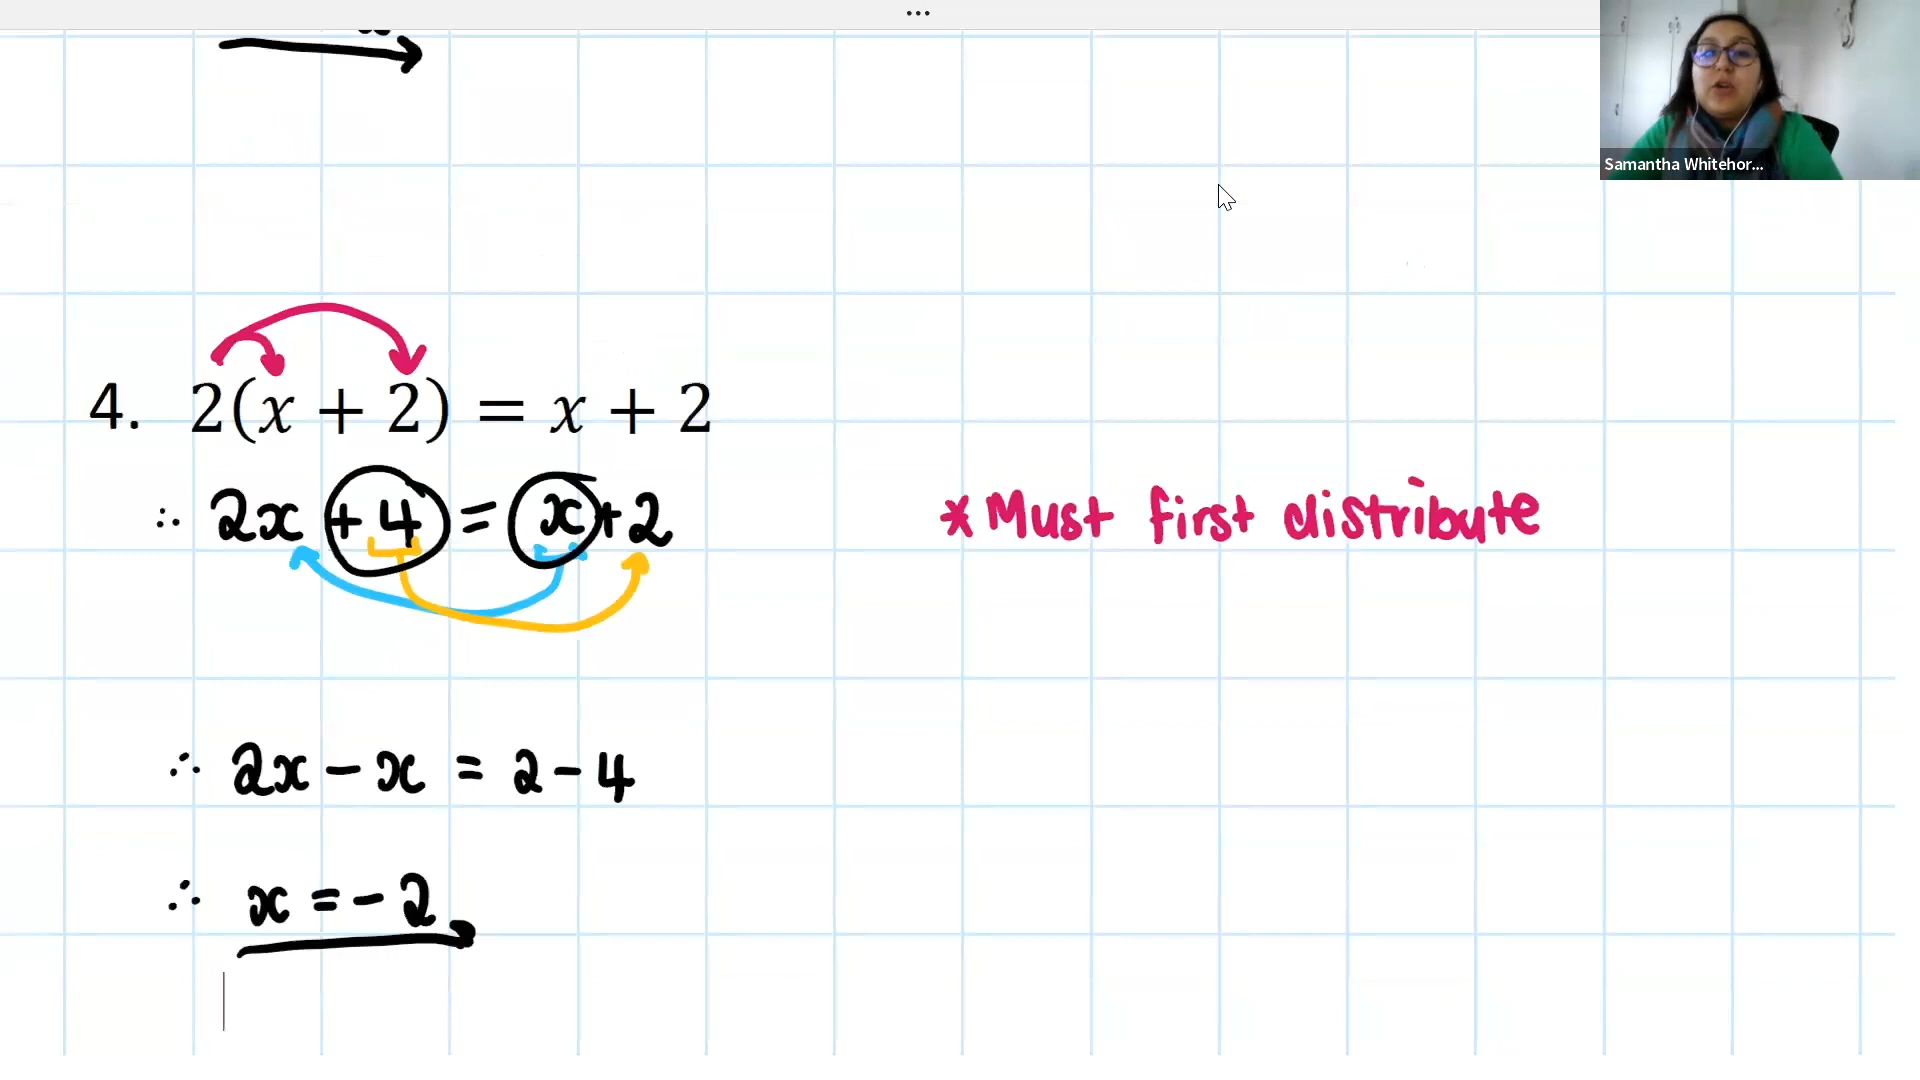 Samantha Whitehor...
4. 2(x + 2) = x + 2
∴ 2x + 4 = x + 2
* Must first distribute
∴ 2x - x = 2 - 4
∴ x = -2